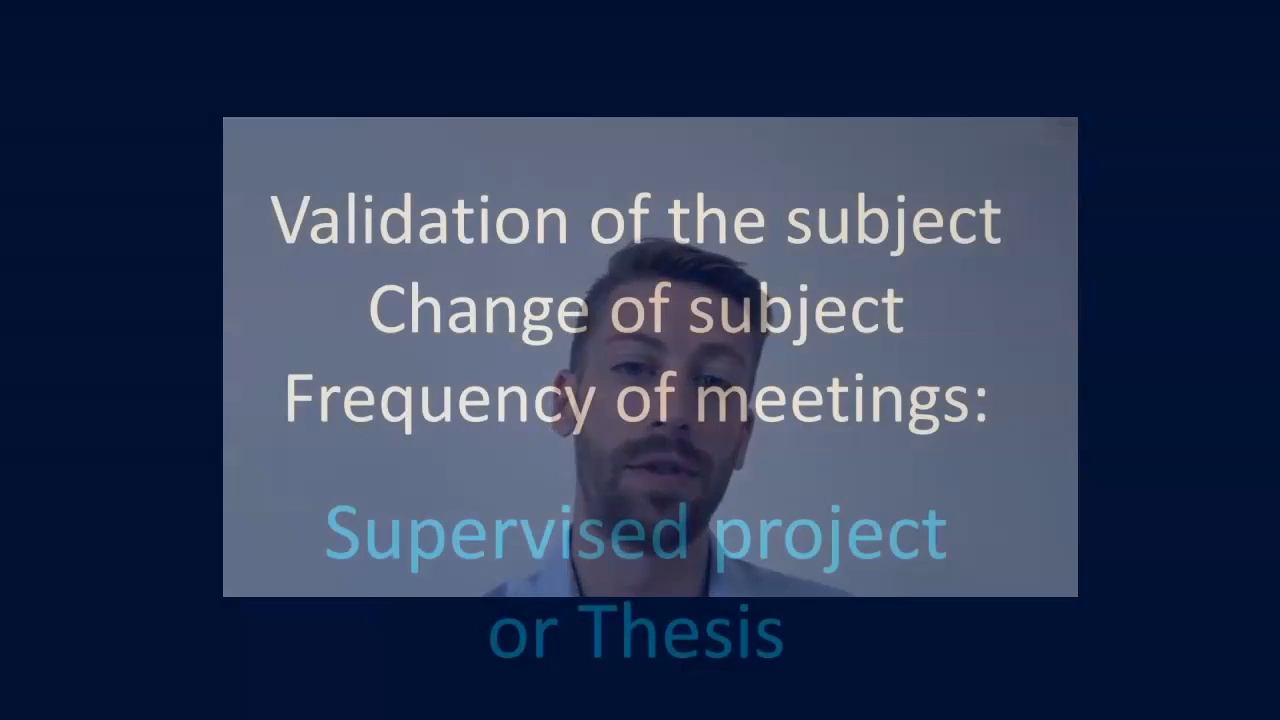 Validation of the subject
Change of subject
Frequency of meetings:
Supervised project
or Thesis